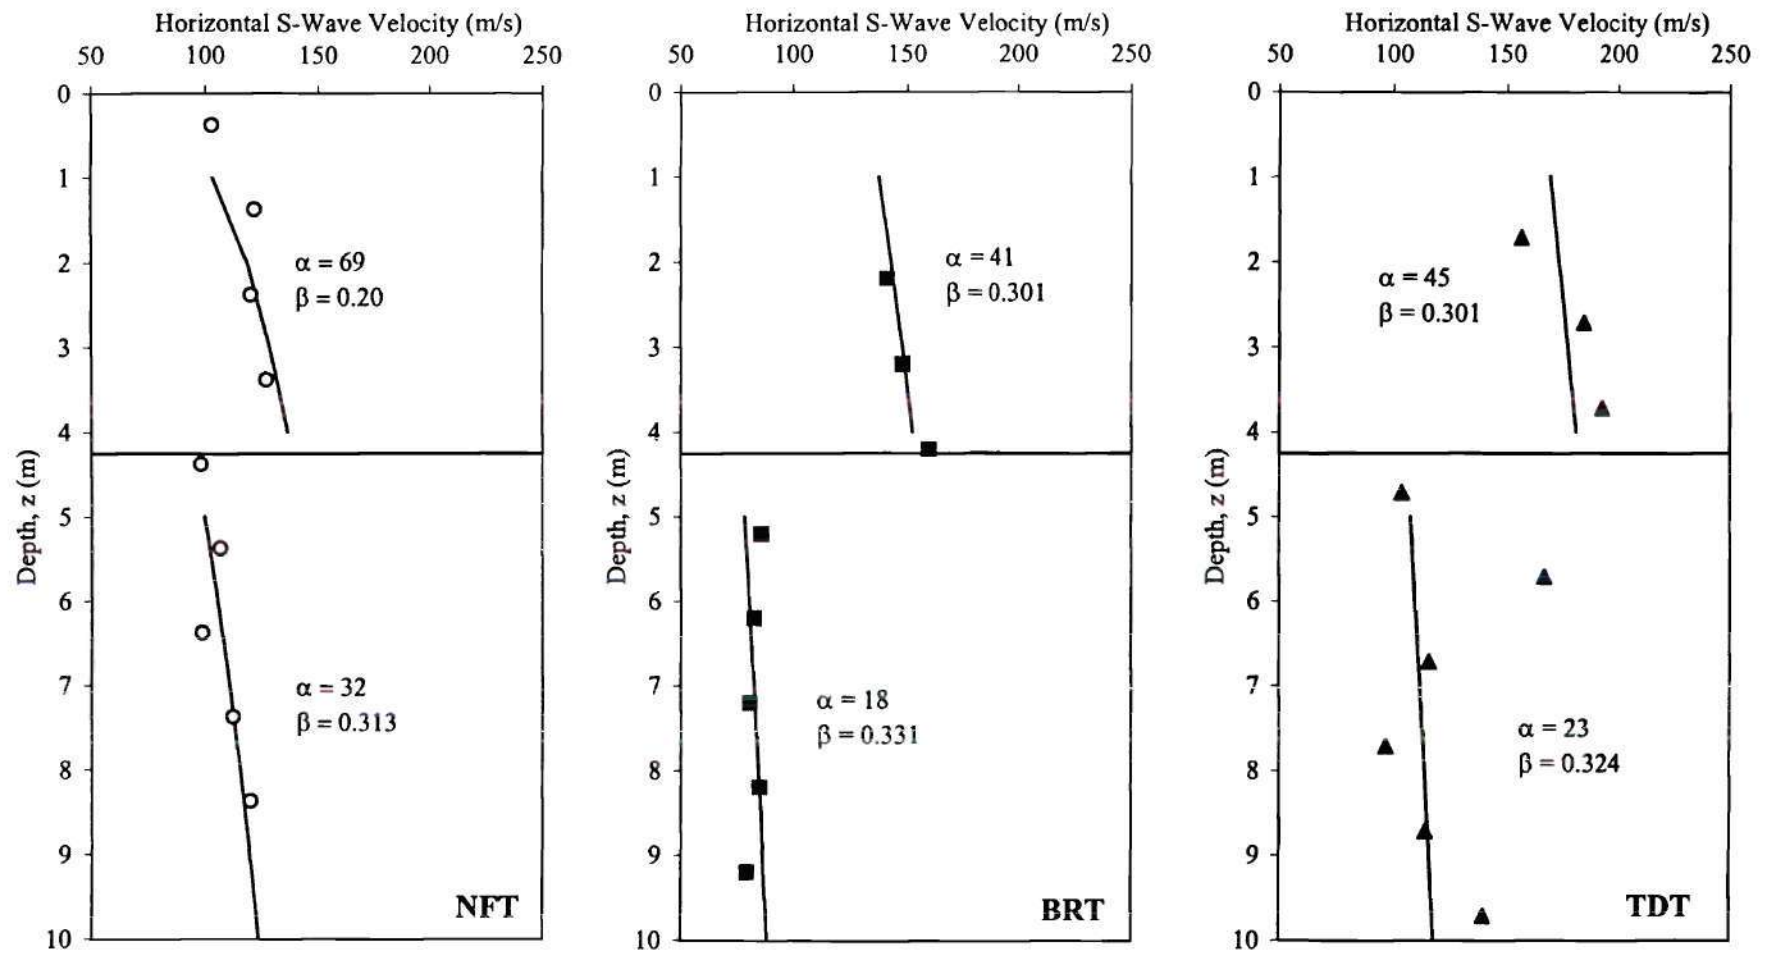 Horizontal S-Wave Velocity (m/s)
50 100 150 200 250
0
1
2
3
4
5
6
7
8
9
10
Depth, z (m)
α = 69
β = 0.20
α = 32
β = 0.313
NFT
Horizontal S-Wave Velocity (m/s)
50 100 150 200 250
0
1
2
3
4
5
6
7
8
9
10
Depth, z (m)
α = 41
β = 0.301
α = 18
β = 0.331
BRT
Horizontal S-Wave Velocity (m/s)
50 100 150 200 250
0
1
2
3
4
5
6
7
8
9
10
Depth, z (m)
α = 45
β = 0.301
α = 23
β = 0.324
TDT